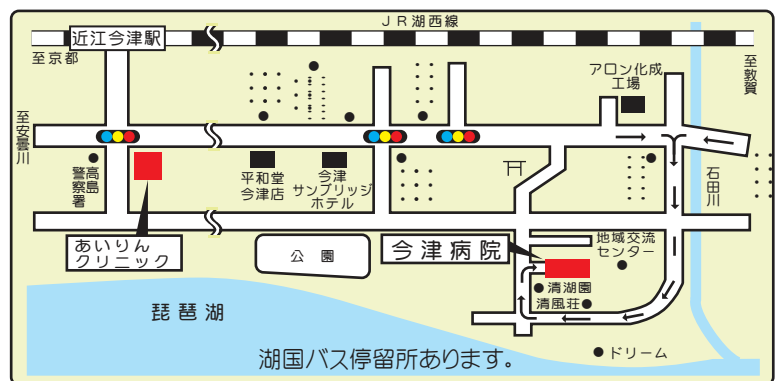 JR湖西線
近江今津駅
至京都
至敦賀
アロン化成
工場
至安曇川
高島
警察署
平和堂
今津店
今津
サンブリッジ
ホテル
石田川
あいりん
クリニック
公園
今津病院
地域交流
センター
清湖園
清風荘
琵琶湖
湖国バス停留所あります。
ドリーム